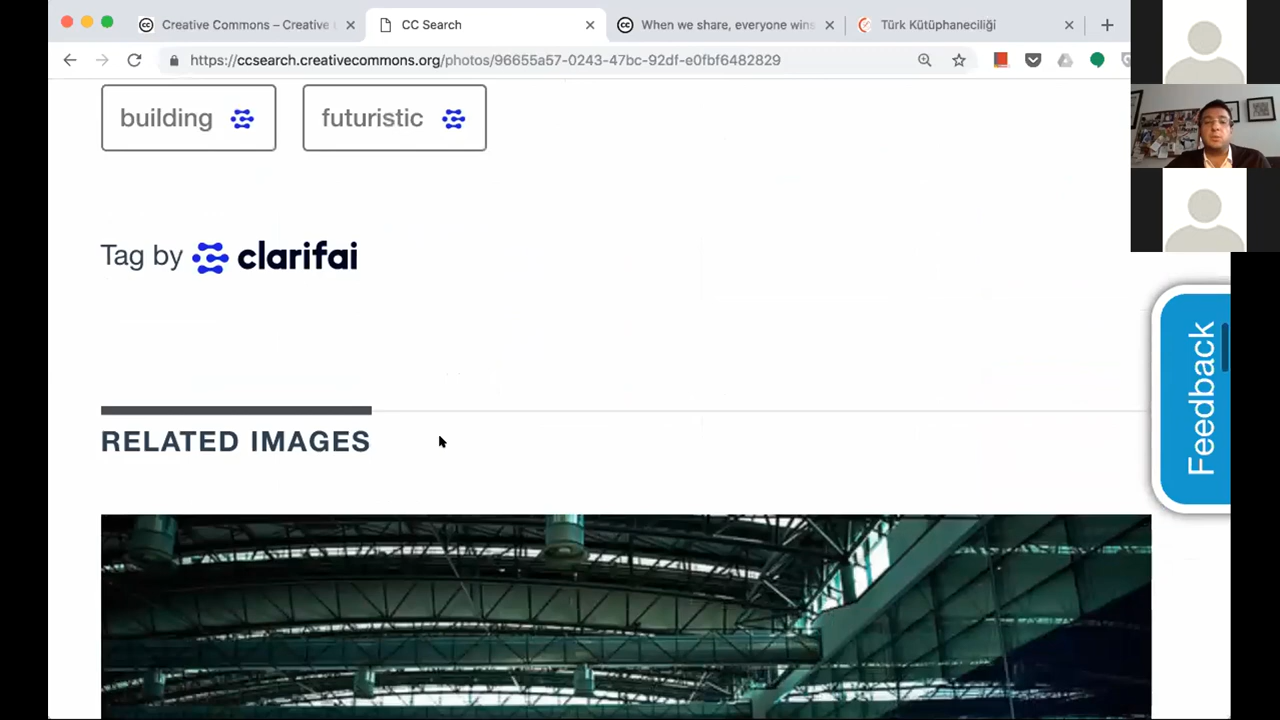 Creative Commons – Creative
CC Search
When we share, everyone wins
Türk Kütüphaneciliği
https://ccsearch.creativecommons.org/photos/96655a57-0243-47bc-92df-e0fbf6482829
building
futuristic
Tag by clarifai
Feedback
RELATED IMAGES